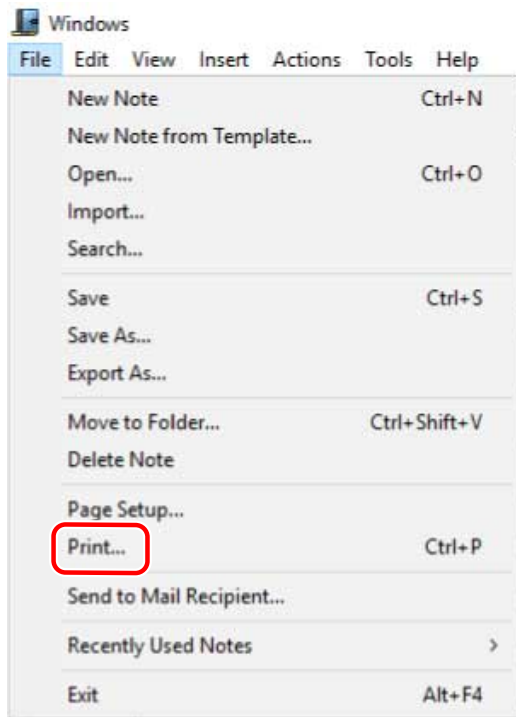 Windows
File Edit View Insert Actions Tools Help
New Note Ctrl+N
New Note from Template...
Open... Ctrl+O
Import...
Search...
Save Ctrl+S
Save As...
Export As...
Move to Folder... Ctrl+Shift+V
Delete Note
Page Setup...
Print... Ctrl+P
Send to Mail Recipient...
Recently Used Notes >
Exit Alt+F4